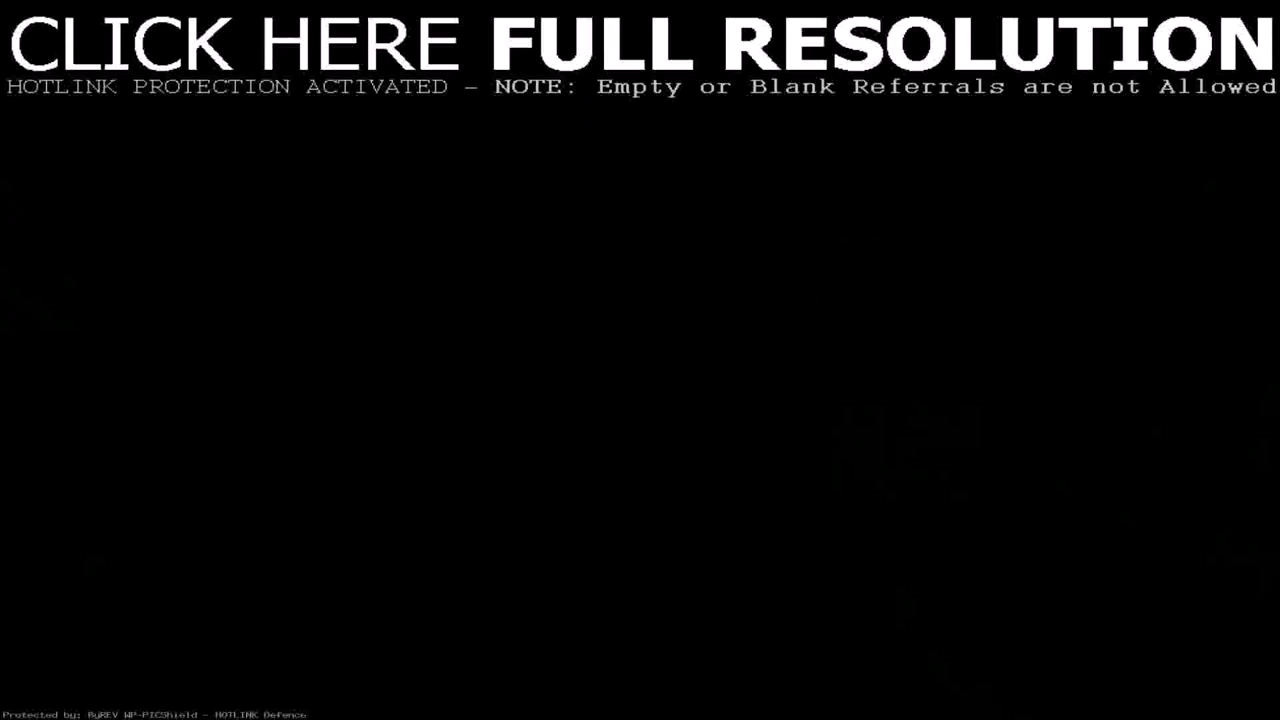 CLICK HERE FULL RESOLUTION
HOTLINK PROTECTION ACTIVATED - NOTE: Empty or Blank Referrals are not Allowed
Protected by: ByREV WP-PICShield - HOTLINK Defence